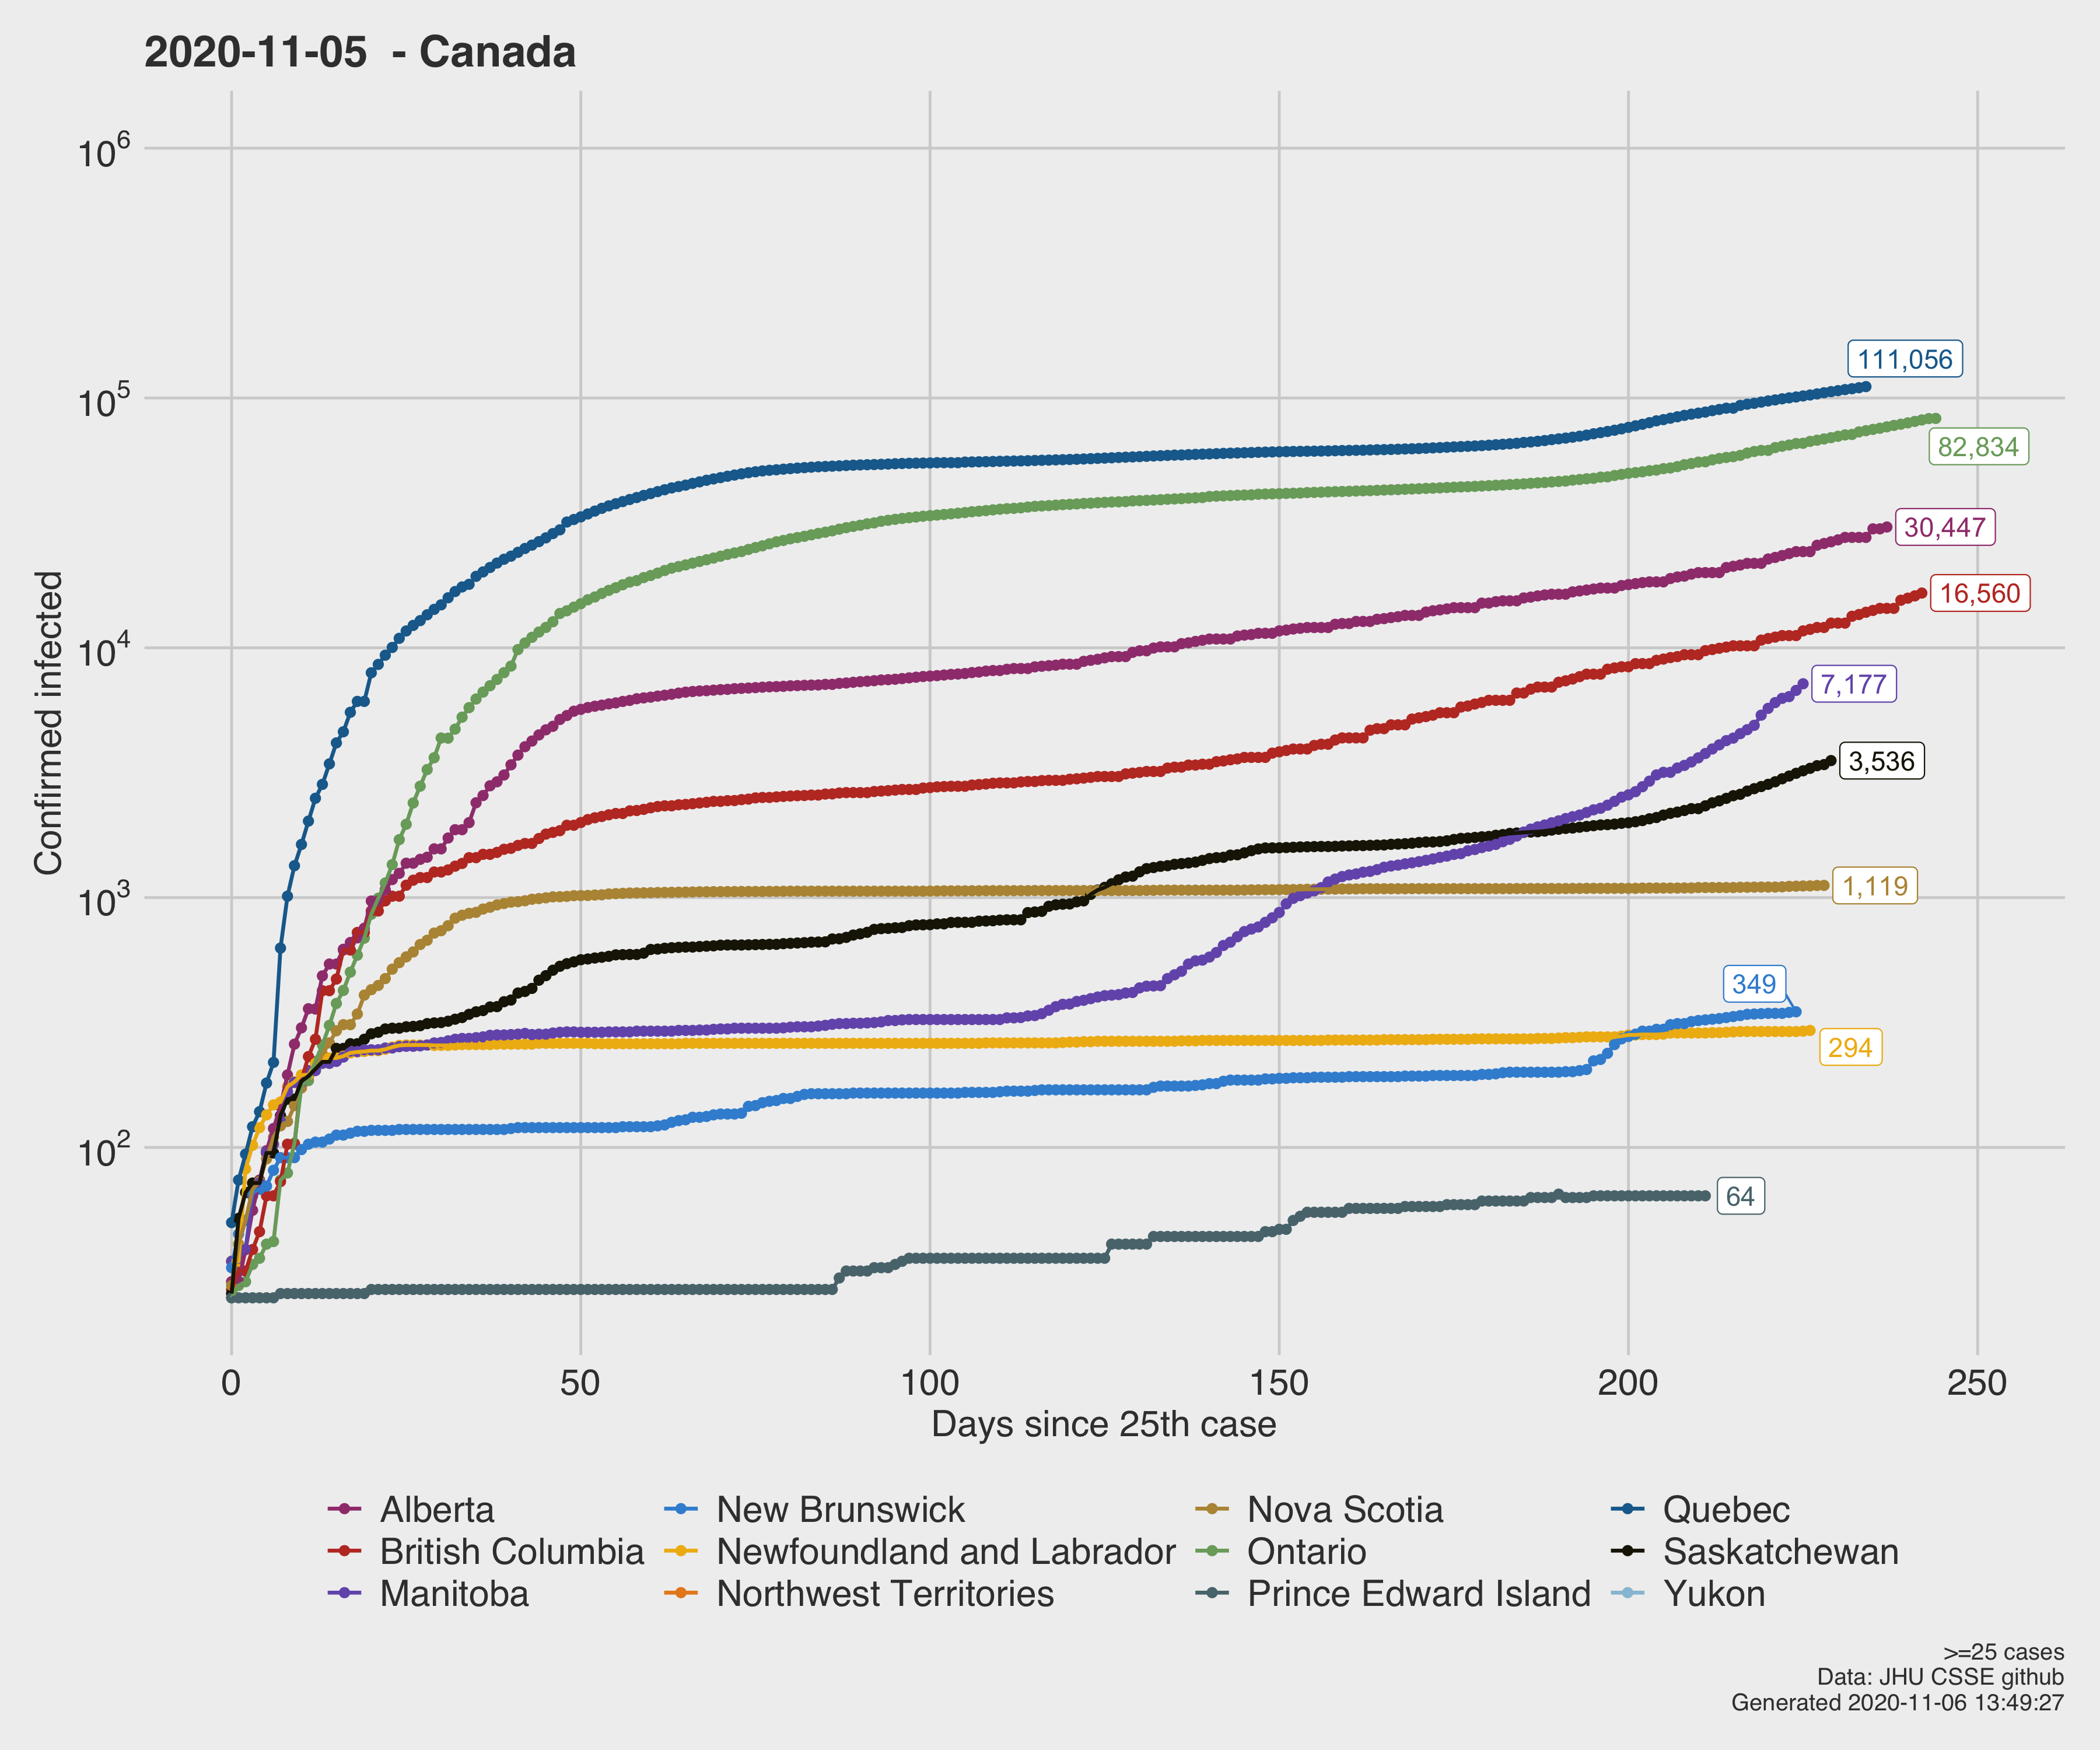 2020-11-05  - Canada
Confirmed infected
10^6
10^5
10^4
10^3
10^2
111,056
82,834
30,447
16,560
7,177
3,536
1,119
349
294
64
0 50 100 150 200 250
Days since 25th case
Alberta New Brunswick Nova Scotia Quebec
British Columbia Newfoundland and Labrador Ontario Saskatchewan
Manitoba Northwest Territories Prince Edward Island Yukon
>=25 cases
Data: JHU CSSE github
Generated 2020-11-06 13:49:27